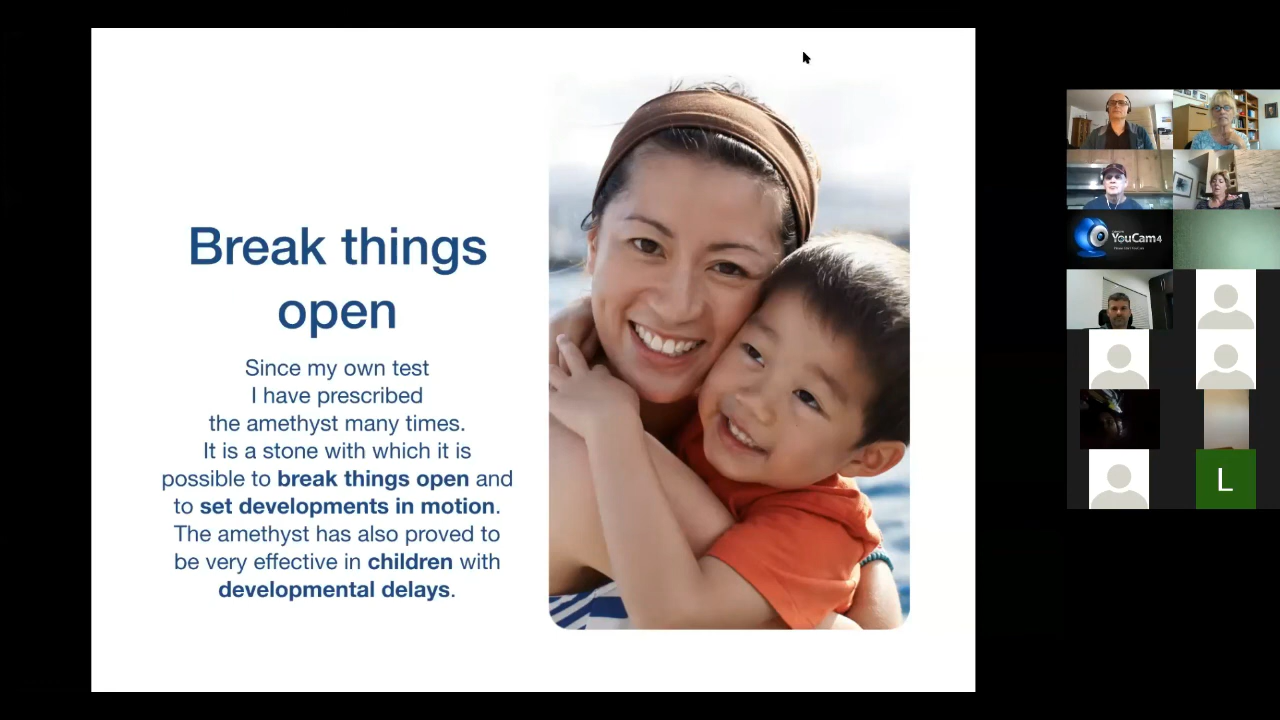 Break things
open
Since my own test
I have prescribed
the amethyst many times.
It is a stone with which it is
possible to break things open and
to set developments in motion.
The amethyst has also proved to
be very effective in children with
developmental delays.
YouCam4
L